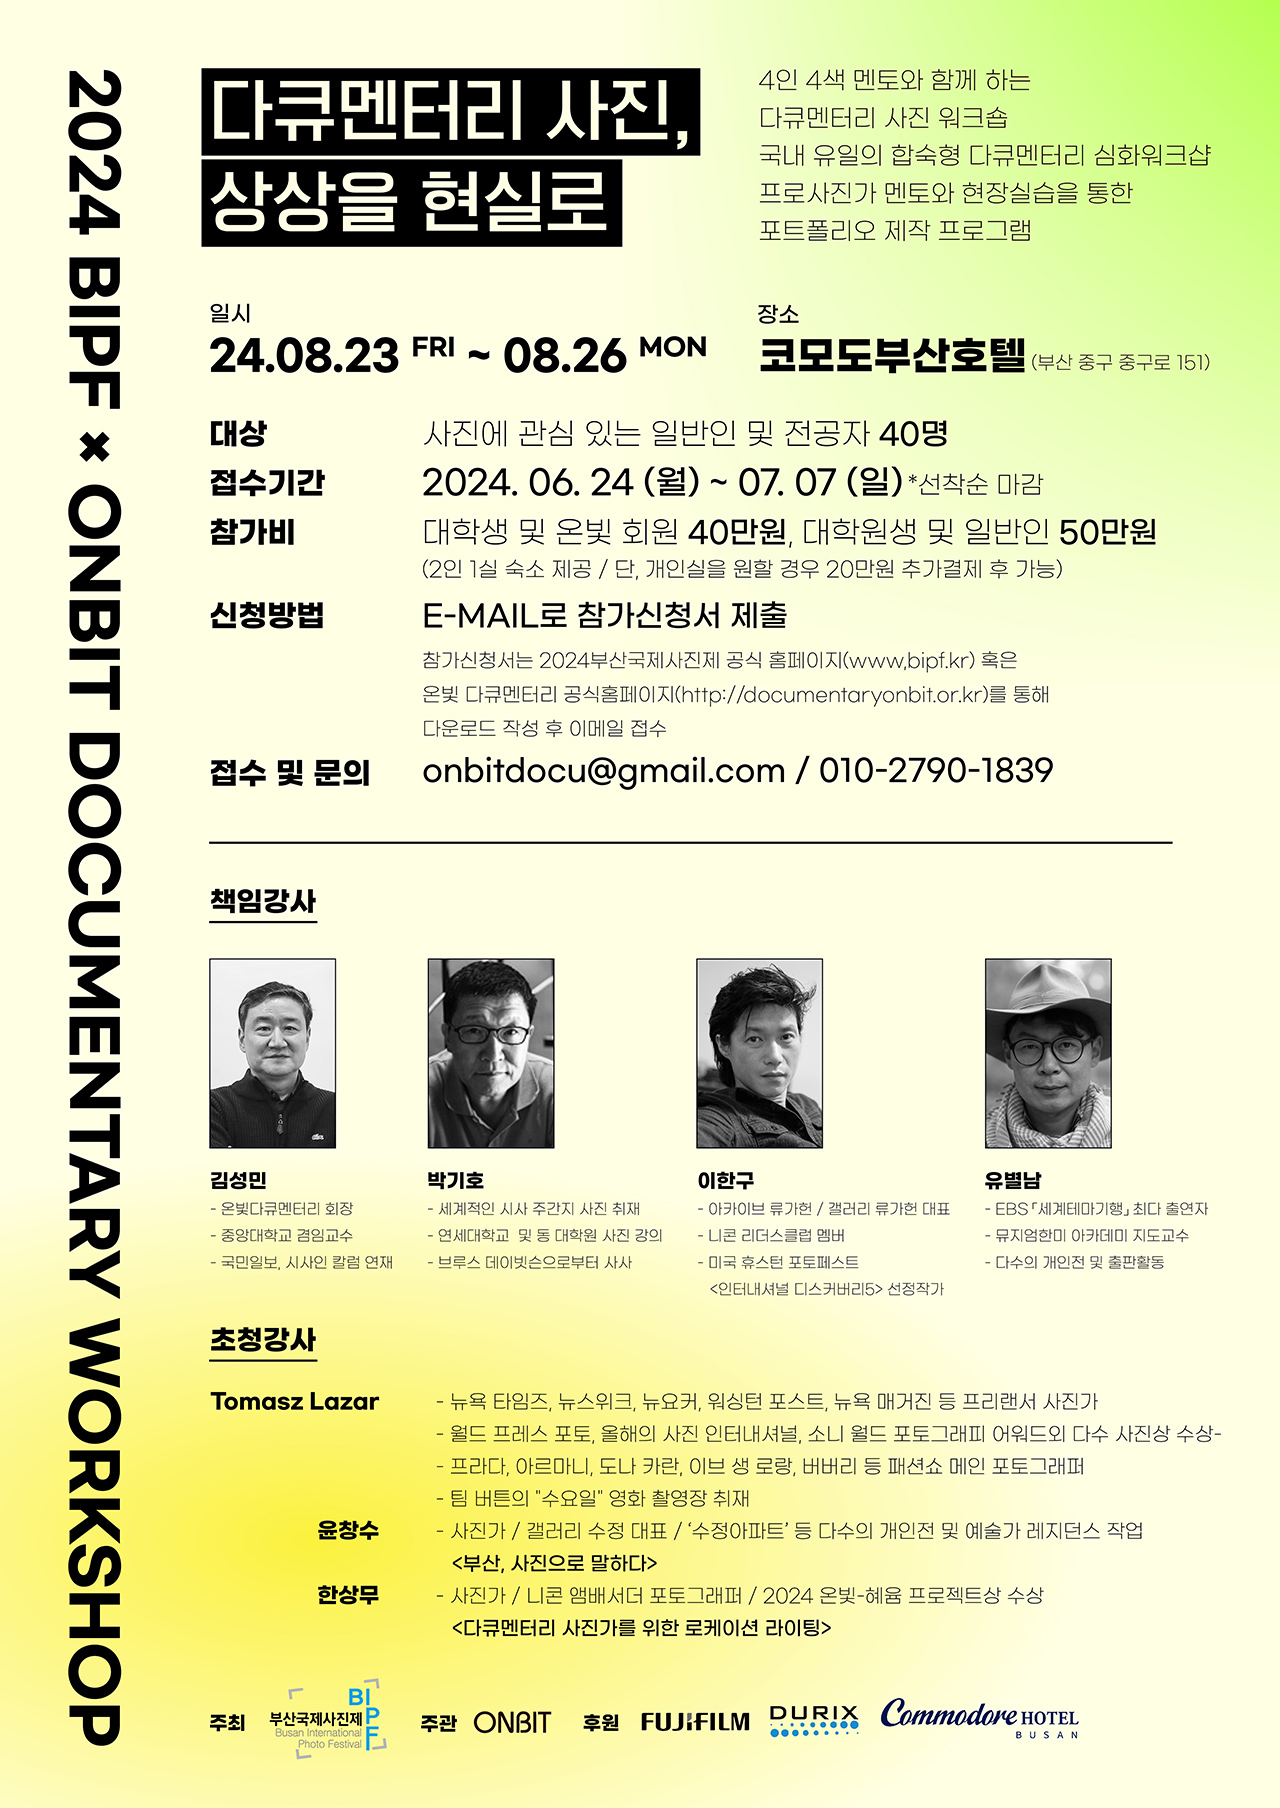 2024 BIPF × ONBIT DOCUMENTARY WORKSHOP
다큐멘터리 사진,
상상을 현실로
4인 4색 멘토와 함께 하는
다큐멘터리 사진 워크숍
국내 유일의 합숙형 다큐멘터리 심화워크샵
프로사진가 멘토와 현장실습을 통한
포트폴리오 제작 프로그램
일시
24.08.23 FRI ~ 08.26 MON
장소
코모도부산호텔 (부산 중구 중구로 151)
대상 사진에 관심 있는 일반인 및 전공자 40명
접수기간 2024. 06. 24 (월) ~ 07. 07 (일) *선착순 마감
참가비 대학생 및 온빛 회원 40만원, 대학원생 및 일반인 50만원
(2인 1실 숙소 제공 / 단, 개인실을 원할 경우 20만원 추가결제 후 가능)
신청방법 E-MAIL로 참가신청서 제출
참가신청서는 2024부산국제사진제 공식 홈페이지(www,bipf.kr) 혹은
온빛 다큐멘터리 공식홈페이지(http://documentaryonbit.or.kr)를 통해
다운로드 작성 후 이메일 접수
접수 및 문의 onbitdocu@gmail.com / 010-2790-1839
책임강사
김성민
- 온빛다큐멘터리 회장
- 중앙대학교 겸임교수
- 국민일보, 시사인 칼럼 연재
박기호
- 세계적인 시사 주간지 사진 취재
- 연세대학교 및 동 대학원 사진 강의
- 브루스 데이빗슨으로부터 사사
이한구
- 아카이브 류가헌 / 갤러리 류가헌 대표
- 니콘 리더스클럽 멤버
- 미국 휴스턴 포토페스트
<인터내셔널 디스커버리5> 선정작가
유별남
- EBS「세계테마기행」최다 출연자
- 뮤지엄한미 아카데미 지도교수
- 다수의 개인전 및 출판활동
초청강사
Tomasz Lazar - 뉴욕 타임즈, 뉴스위크, 뉴요커, 워싱턴 포스트, 뉴욕 매거진 등 프리랜서 사진가
- 월드 프레스 포토, 올해의 사진 인터내셔널, 소니 월드 포토그래피 어워드외 다수 사진상 수상-
- 프라다, 아르마니, 도나 카란, 이브 생 로랑, 버버리 등 패션쇼 메인 포토그래퍼
- 팀 버튼의 "수요일" 영화 촬영장 취재
윤창수 - 사진가 / 갤러리 수정 대표 / ‘수정아파트’ 등 다수의 개인전 및 예술가 레지던스 작업
<부산, 사진으로 말하다>
한상무 - 사진가 / 니콘 앰배서더 포토그래퍼 / 2024 온빛-혜윰 프로젝트상 수상
<다큐멘터리 사진가를 위한 로케이션 라이팅>
주최 부산국제사진제 Busan International Photo Festival BIPF 주관 ONBIT 후원 FUJIFILM DURIX Commodore HOTEL BUSAN